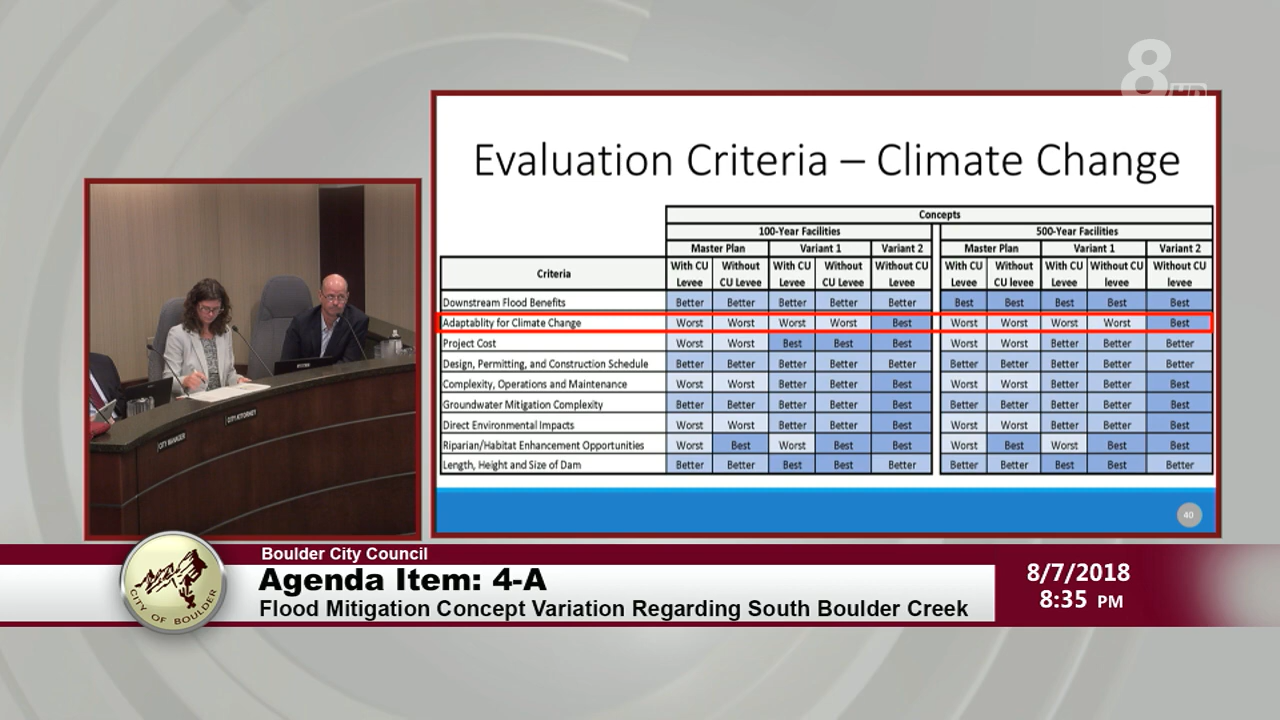 8
HD
Evaluation Criteria – Climate Change
Concepts
100-Year Facilities 500-Year Facilities
Master Plan Variant 1 Variant 2 Master Plan Variant 1 Variant 2
Criteria With CU Levee Without CU Levee With CU Levee Without CU Levee Without CU Levee With CU Levee Without CU levee With CU Levee Without CU levee Without CU levee
Downstream Flood Benefits Better Better Better Better Better Best Best Best Best Best
Adaptablity for Climate Change Worst Worst Worst Worst Best Worst Worst Worst Worst Best
Project Cost Worst Worst Best Best Best Worst Worst Better Better Better
Design, Permitting, and Construction Schedule Better Better Better Better Better Better Better Better Better Better
Complexity, Operations and Maintenance Worst Worst Better Better Best Worst Worst Better Better Best
Groundwater Mitigation Complexity Better Better Better Better Best Better Better Better Better Best
Direct Environmental Impacts Worst Worst Better Better Best Worst Worst Better Better Best
Riparian/Habitat Enhancement Opportunities Worst Best Worst Best Best Worst Best Worst Best Best
Length, Height and Size of Dam Better Better Best Best Better Better Better Best Best Better
40
CITY MANAGER
CITY ATTORNEY
Boulder City Council
Agenda Item: 4-A
Flood Mitigation Concept Variation Regarding South Boulder Creek
8/7/2018
8:35 PM
CITY OF BOULDER